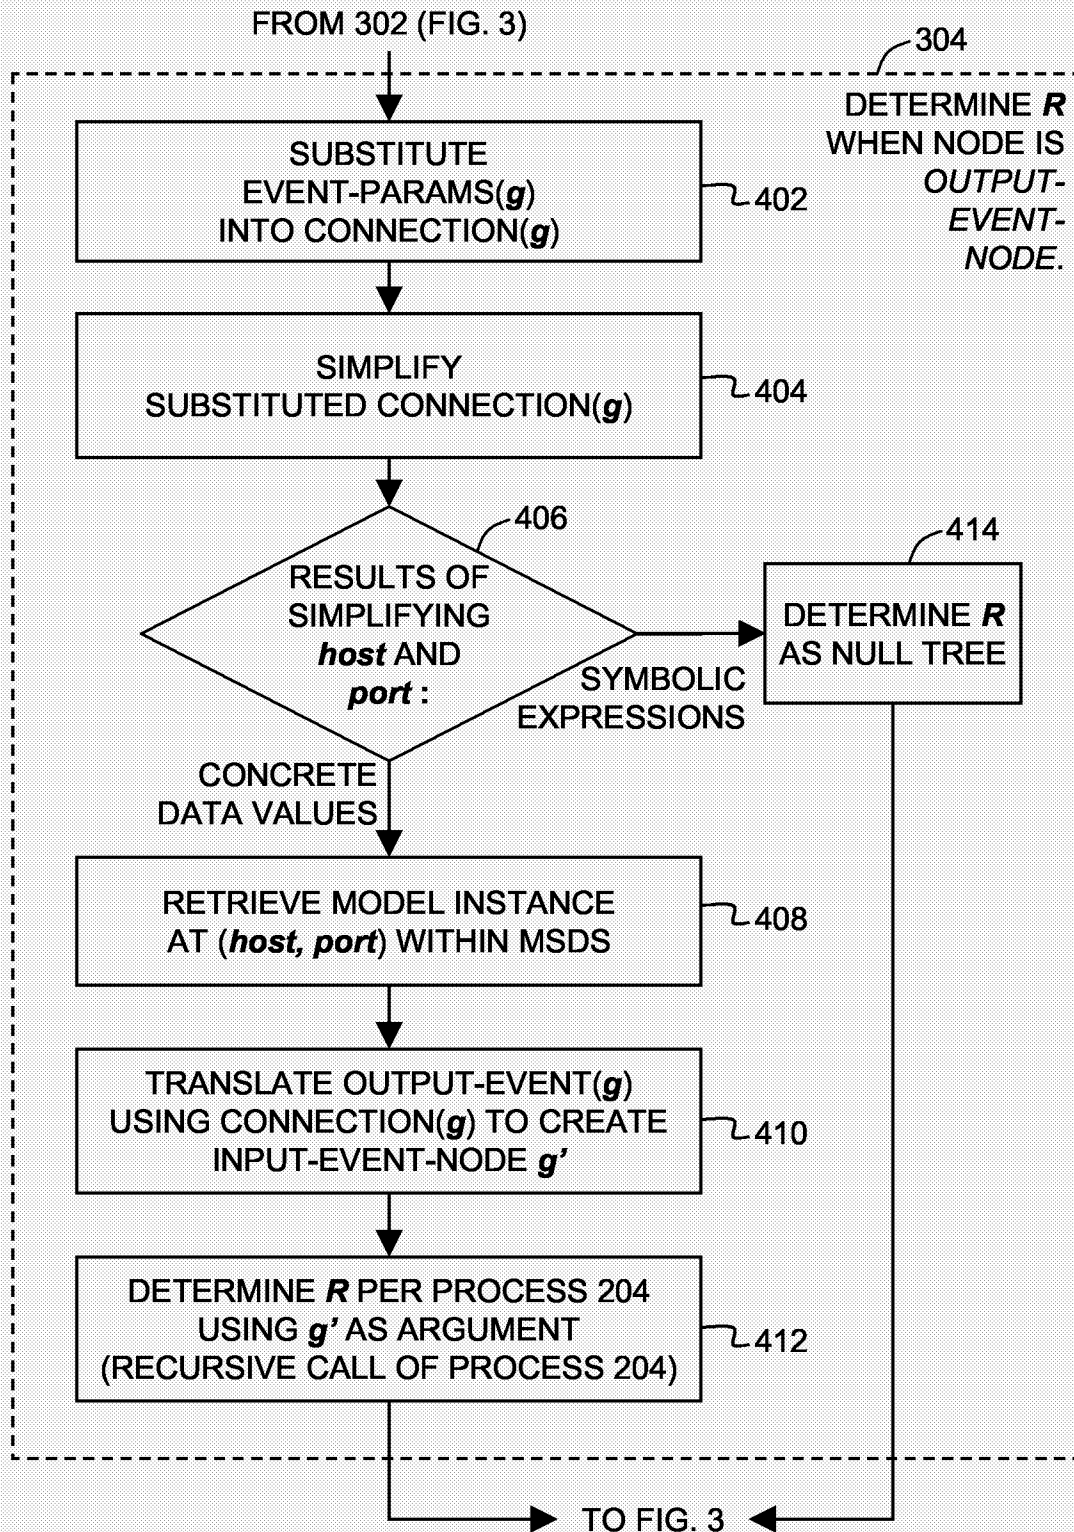 FROM 302 (FIG. 3)
304
DETERMINE R
WHEN NODE IS
OUTPUT-
EVENT-
NODE.
SUBSTITUTE
EVENT-PARAMS(g)
INTO CONNECTION(g)
402
SIMPLIFY
SUBSTITUTED CONNECTION(g)
404
406
RESULTS OF
SIMPLIFYING
host AND
port :
414
DETERMINE R
AS NULL TREE
SYMBOLIC
EXPRESSIONS
CONCRETE
DATA VALUES
RETRIEVE MODEL INSTANCE
AT (host, port) WITHIN MSDS
408
TRANSLATE OUTPUT-EVENT(g)
USING CONNECTION(g) TO CREATE
INPUT-EVENT-NODE g’
410
DETERMINE R PER PROCESS 204
USING g’ AS ARGUMENT
(RECURSIVE CALL OF PROCESS 204)
412
TO FIG. 3